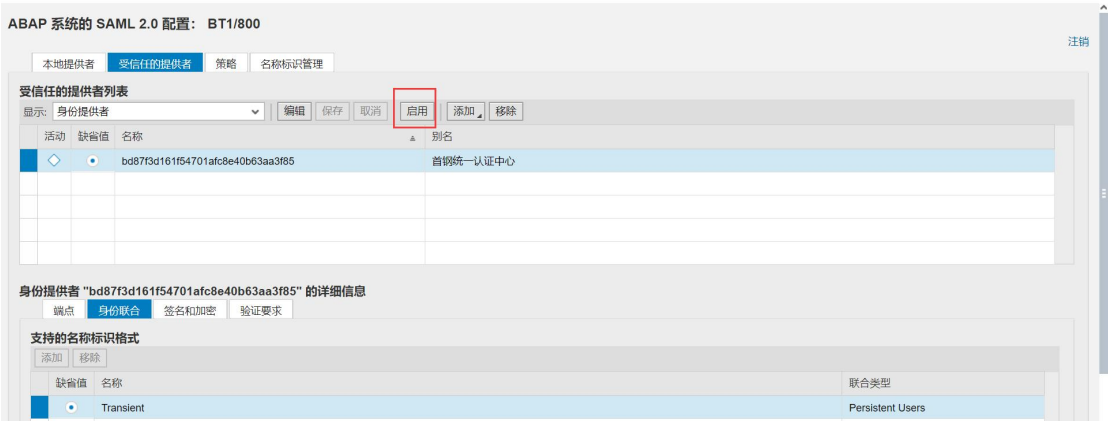 ABAP 系统的 SAML 2.0 配置： BT1/800
注销
本地提供者 受信任的提供者 策略 名称标识管理
受信任的提供者列表
显示: 身份提供者 编辑 保存 取消 启用 添加 移除
活动 缺省值 名称 别名
bd87f3d161f54701afc8e40b63aa3f85 首钢统一认证中心
身份提供者 "bd87f3d161f54701afc8e40b63aa3f85" 的详细信息
端点 身份联合 签名和加密 验证要求
支持的名称标识格式
添加 移除
缺省值 名称 联合类型
Transient Persistent Users